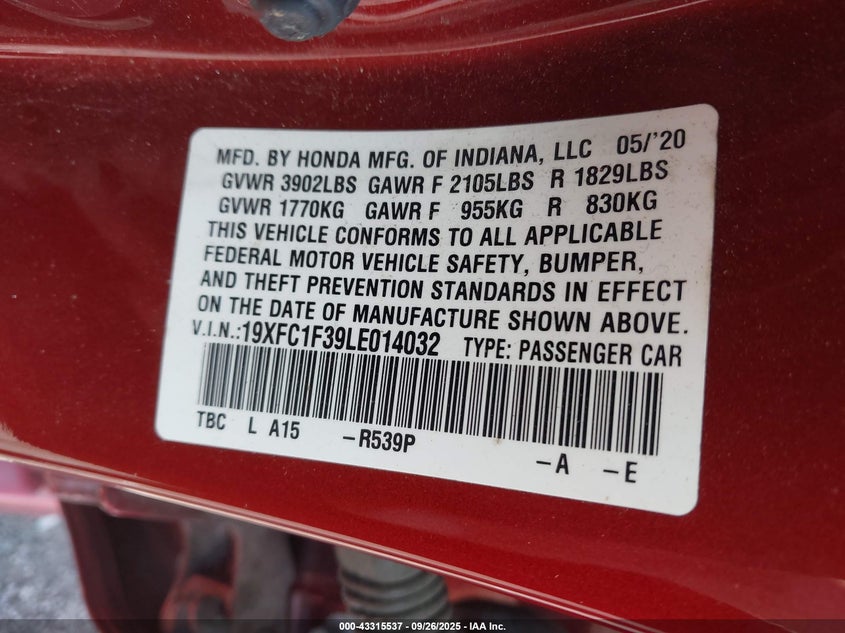 MFD. BY HONDA MFG. OF INDIANA, LLC 05/'20
GVWR 3902LBS GAWR F 2105LBS R 1829LBS
GVWR 1770KG GAWR F 955KG R 830KG
THIS VEHICLE CONFORMS TO ALL APPLICABLE
FEDERAL MOTOR VEHICLE SAFETY, BUMPER,
AND THEFT PREVENTION STANDARDS IN EFFECT
ON THE DATE OF MANUFACTURE SHOWN ABOVE.
V.I.N.:19XFC1F39LE014032 TYPE: PASSENGER CAR
TBC L A15 –R539P –A –E
000-43315537 - 09/26/2025 - IAA Inc.